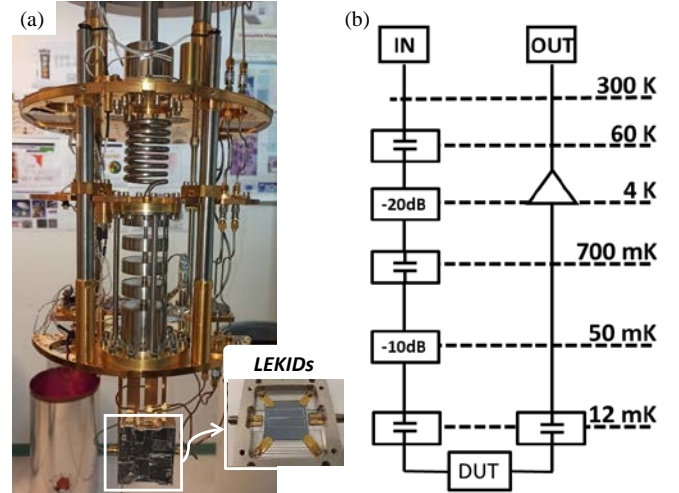 (a)
(b)
IN
OUT
300 K
60 K
-20dB
4 K
700 mK
-10dB
50 mK
LEKIDs
12 mK
DUT